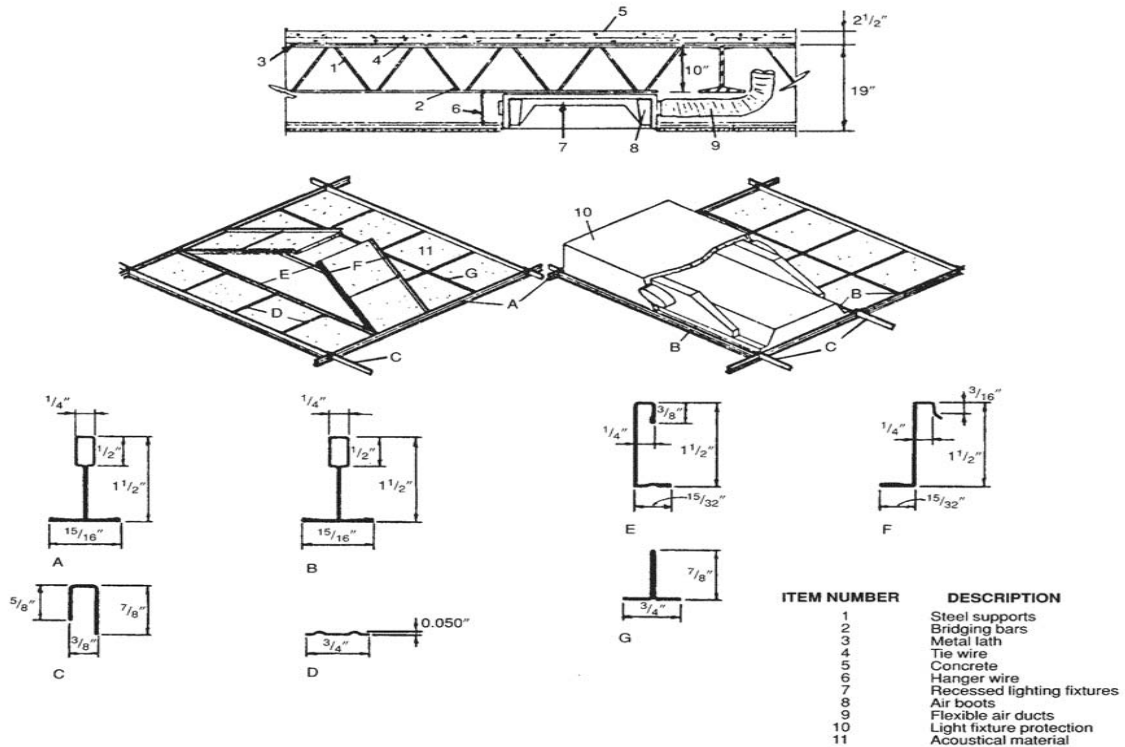 5
2 1/2"
3
1
4
10"
19"
2
6
7
8
9
10
11
E
F
G
A
D
C
B
B
C
1/4"
1/2"
1 1/2"
15/16"
A
1/4"
1/2"
1 1/2"
15/16"
B
3/8"
1/4"
1 1/2"
15/32"
E
3/16"
1/4"
1 1/2"
15/32"
F
5/8"
7/8"
3/8"
C
0.050"
3/4"
D
7/8"
3/4"
G
ITEM NUMBER DESCRIPTION
1 Steel supports
2 Bridging bars
3 Metal lath
4 Tie wire
5 Concrete
6 Hanger wire
7 Recessed lighting fixtures
8 Air boots
9 Flexible air ducts
10 Light fixture protection
11 Acoustical material